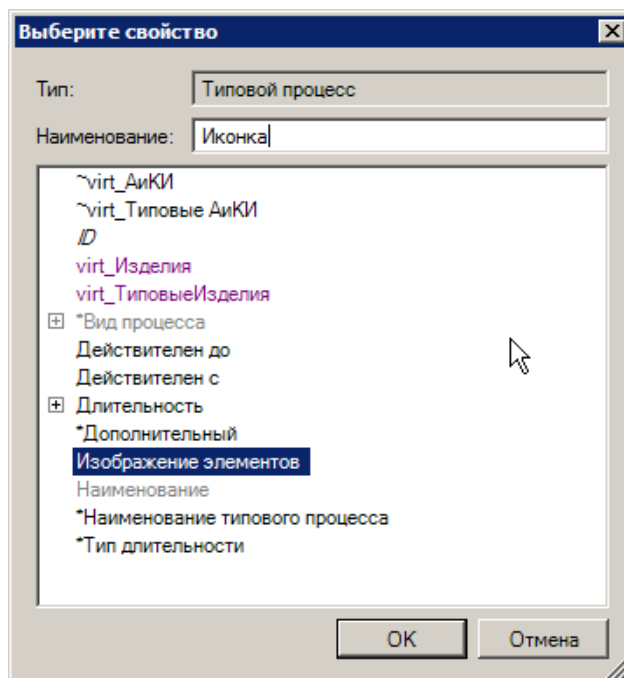 Выберите свойство
Тип: Типовой процесс
Наименование: Иконка
~virt_АиКИ
~virt_Типовые АиКИ
ID
virt_Изделия
virt_ТиповыеИзделия
*Вид процесса
Действителен до
Действителен с
Длительность
*Дополнительный
Изображение элементов
Наименование
*Наименование типового процесса
*Тип длительности
OK Отмена